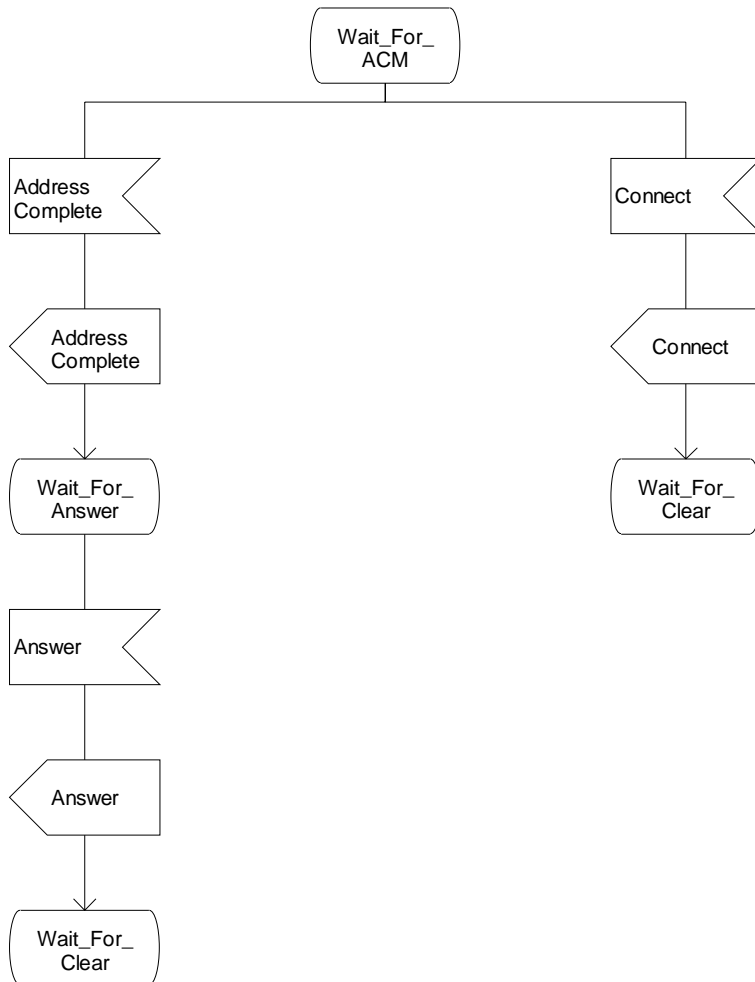 Wait_For_
ACM
Address
Complete
Connect
Address
Complete
Connect
Wait_For_
Answer
Wait_For_
Clear
Answer
Answer
Wait_For_
Clear